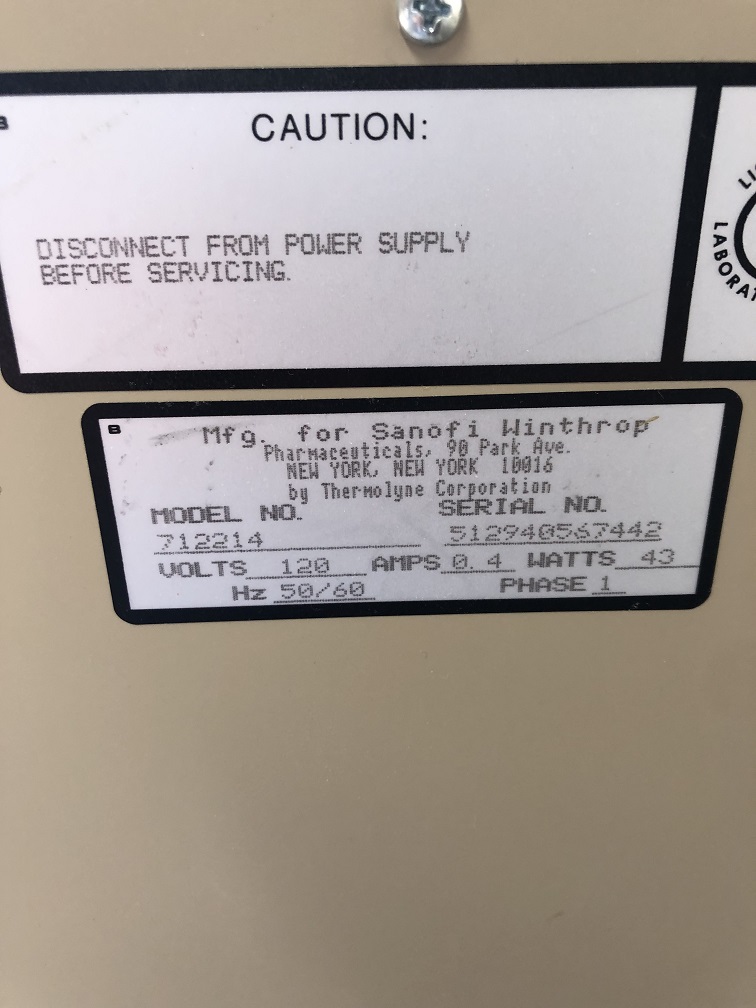 CAUTION:
DISCONNECT FROM POWER SUPPLY
BEFORE SERVICING.
Mfg. for Sanofi Winthrop
Pharmaceuticals, 90 Park Ave.
NEW YORK, NEW YORK 10016
by Thermolyne Corporation
MODEL NO. SERIAL NO.
712214 512940567442
VOLTS 120 AMPS 0.4 WATTS 43
Hz 50/60 PHASE 1